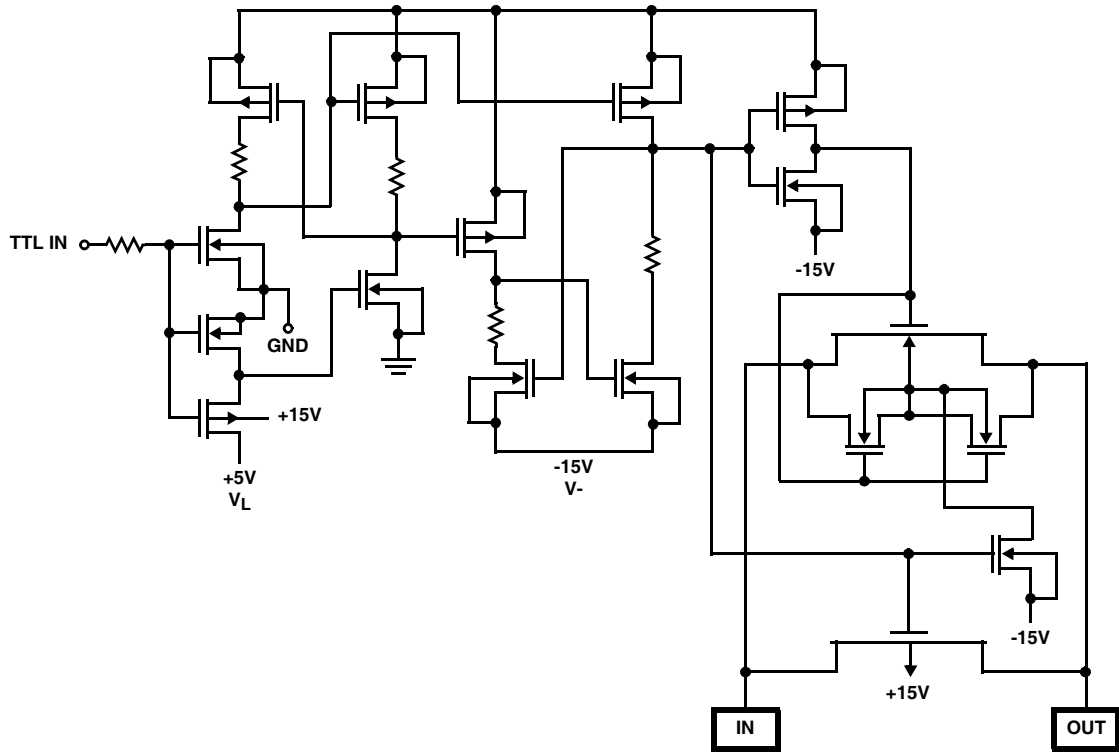 TTL IN
GND
+15V
+5V
VL
-15V
V-
-15V
-15V
+15V
IN
OUT